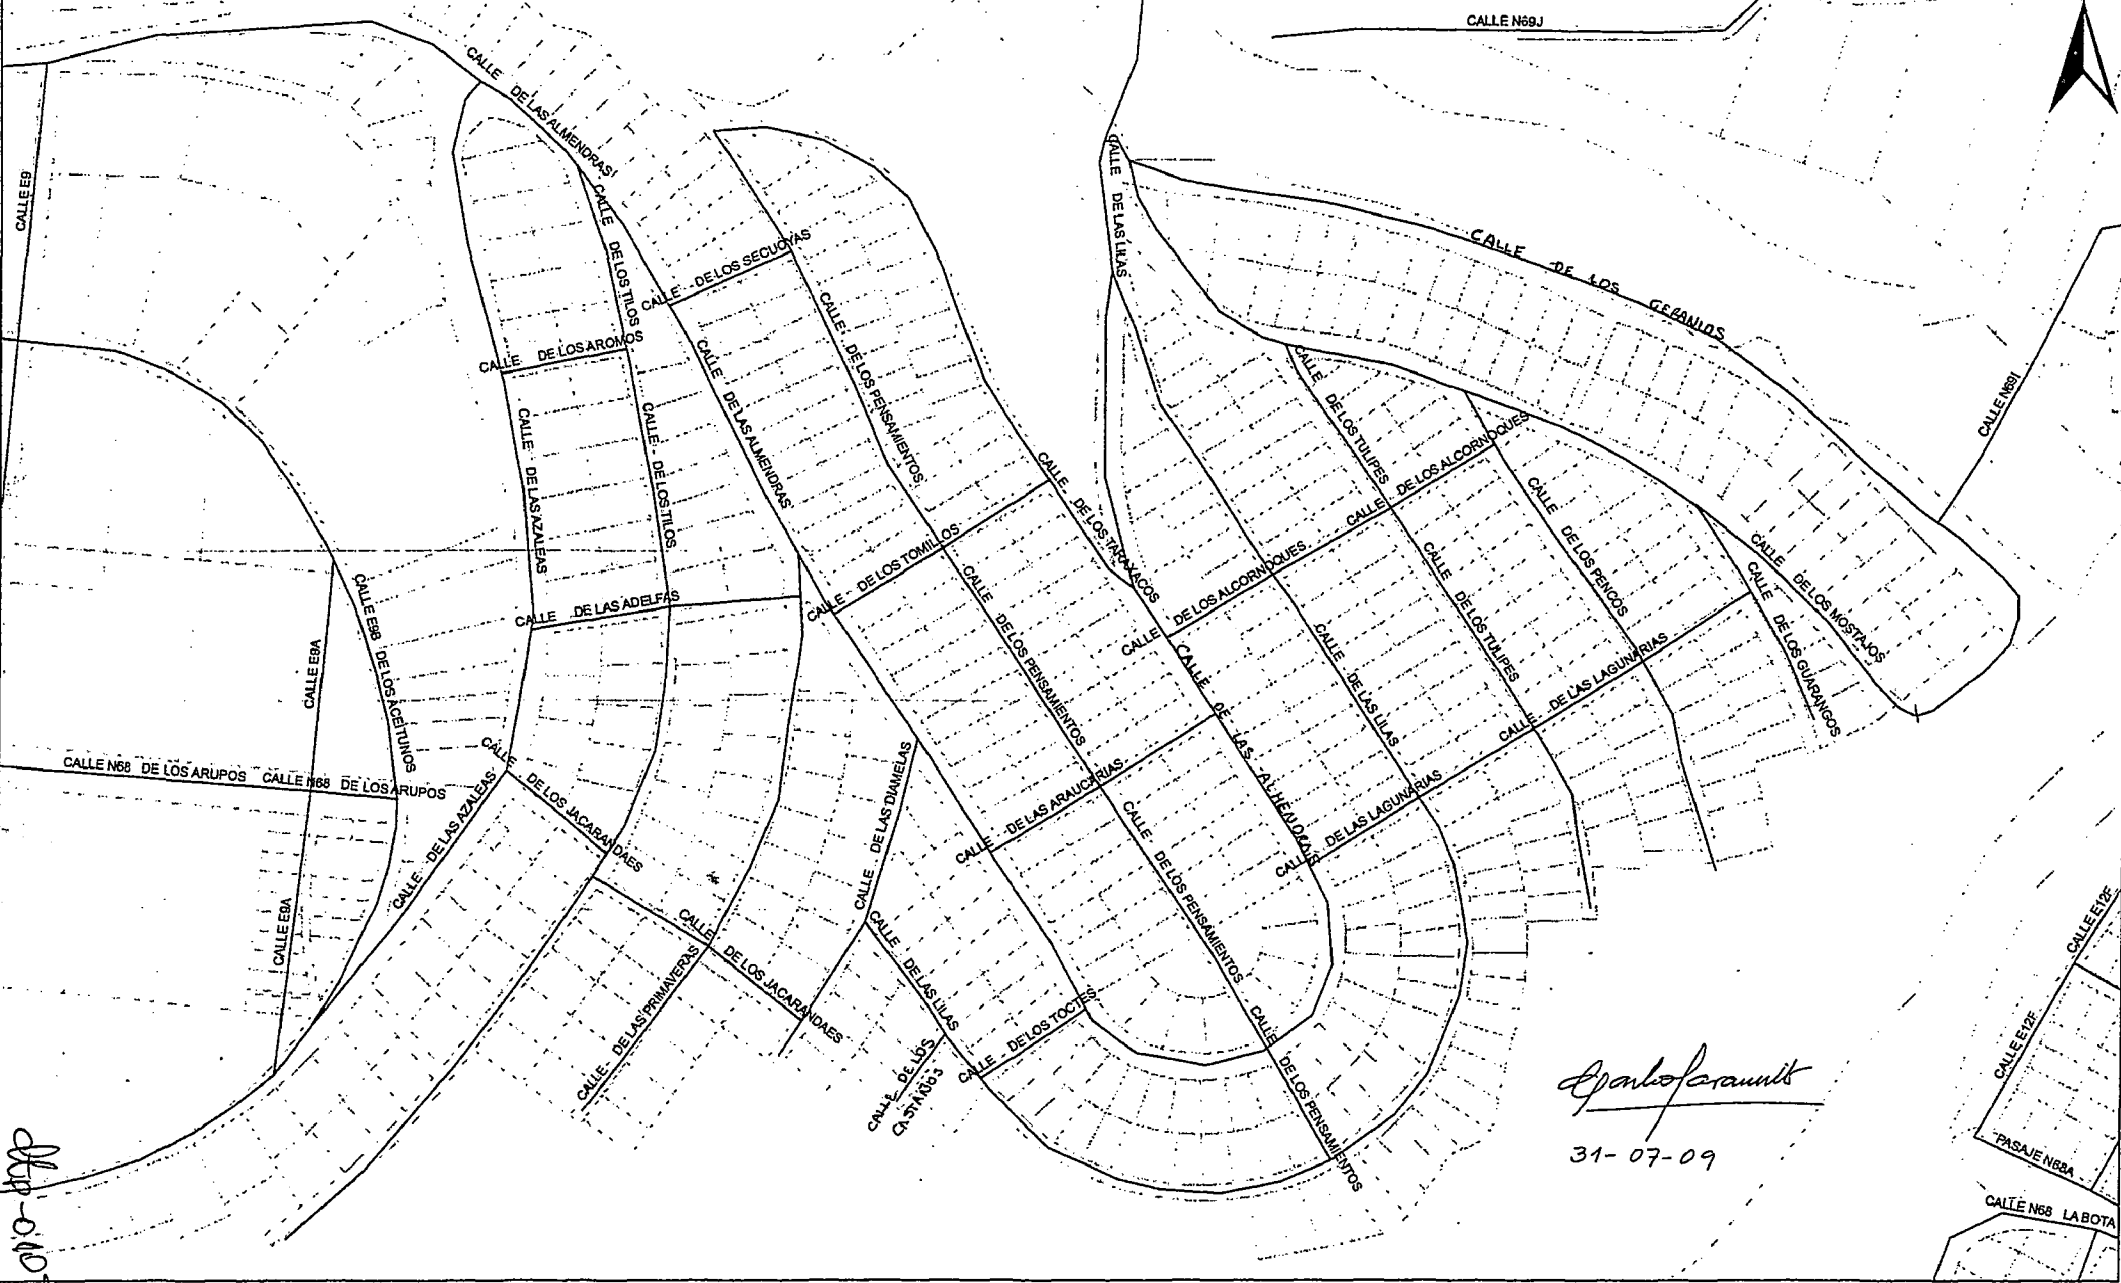 CALLE N69J
CALLE DE LAS ALMENDRAS
CALLE E9
CALLE DE LOS TILOS
CALLE DE LAS LILAS
CALLE DE LOS SECUOYAS
CALLE DE LOS GERANIOS
CALLE DE LOS AROMOS
CALLE DE LOS PENSAMIENTOS
CALLE DE LAS ALMENDRAS
CALLE DE LOS TULIPES
CALLE N69I
CALLE DE LAS AZALEAS
CALLE DE LOS TILOS
CALLE DE LOS TARAXACOS
CALLE DE LOS ALCORNOQUES
CALLE DE LOS PENCOS
CALLE DE LOS TOMILLOS
CALLE DE LOS ALCORNOQUES
CALLE DE LOS TULIPES
CALLE DE LOS MOSTAJOS
CALLE DE LOS GUARANGOS
CALLE E9B DE LOS ACEITUNOS
CALLE DE LAS ADELFAS
CALLE DE LOS PENSAMIENTOS
CALLE DE LAS LILAS
CALLE DE LAS LAGUNARIAS
CALLE E9A
CALLE DE LAS ALMENDRAS
CALLE N68 DE LOS ARUPOS CALLE N68 DE LOS ARUPOS
CALLE DE LOS JACARANDAES
CALLE DE LAS AZALEAS
CALLE DE LAS DIAMELAS
CALLE DE LAS ARAUCARIAS
CALLE DE LAS LAGUNARIAS
CALLE DE LOS PENSAMIENTOS
CALLE E9A
CALLE DE LOS JACARANDAES
CALLE DE LAS PRIMAVERAS
CALLE DE LAS LILAS
CALLE DE LOS TOCTES
CALLE DE LOS
CASTAÑOS
CALLE DE LOS PENSAMIENTOS
CALLE E12F
CALLE E12F
31-07-09
PASAJE N68A
CALLE N68 LA BOTA